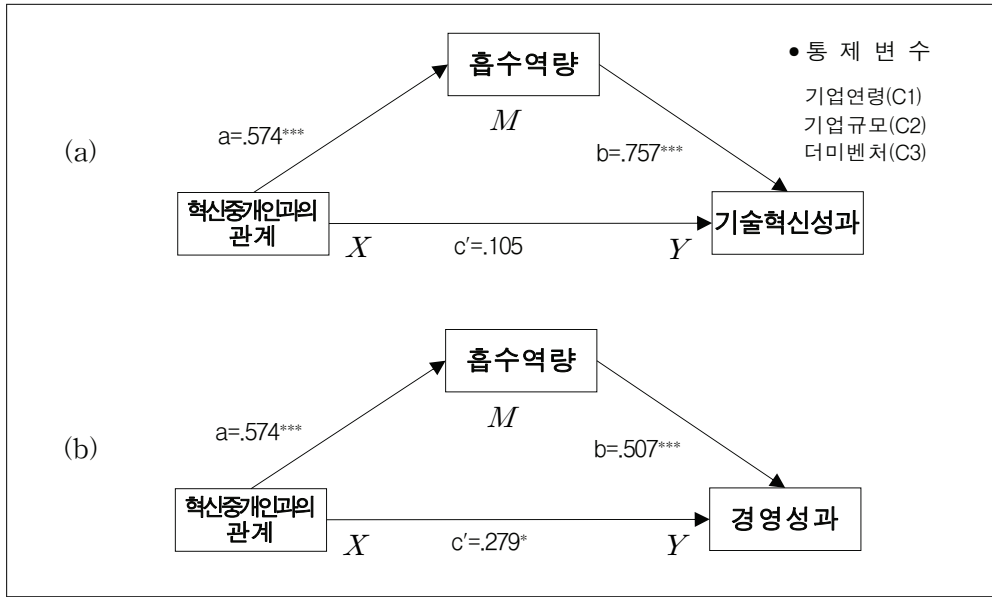 흡수역량
● 통 제 변 수
M
기업연령(C1)
기업규모(C2)
더미벤처(C3)
(a)
a=.574***
b=.757***
혁신중개인과의
관계
X
c′=.105
Y
기술혁신성과
흡수역량
M
(b)
a=.574***
b=.507***
혁신중개인과의
관계
X
c′=.279*
Y
경영성과